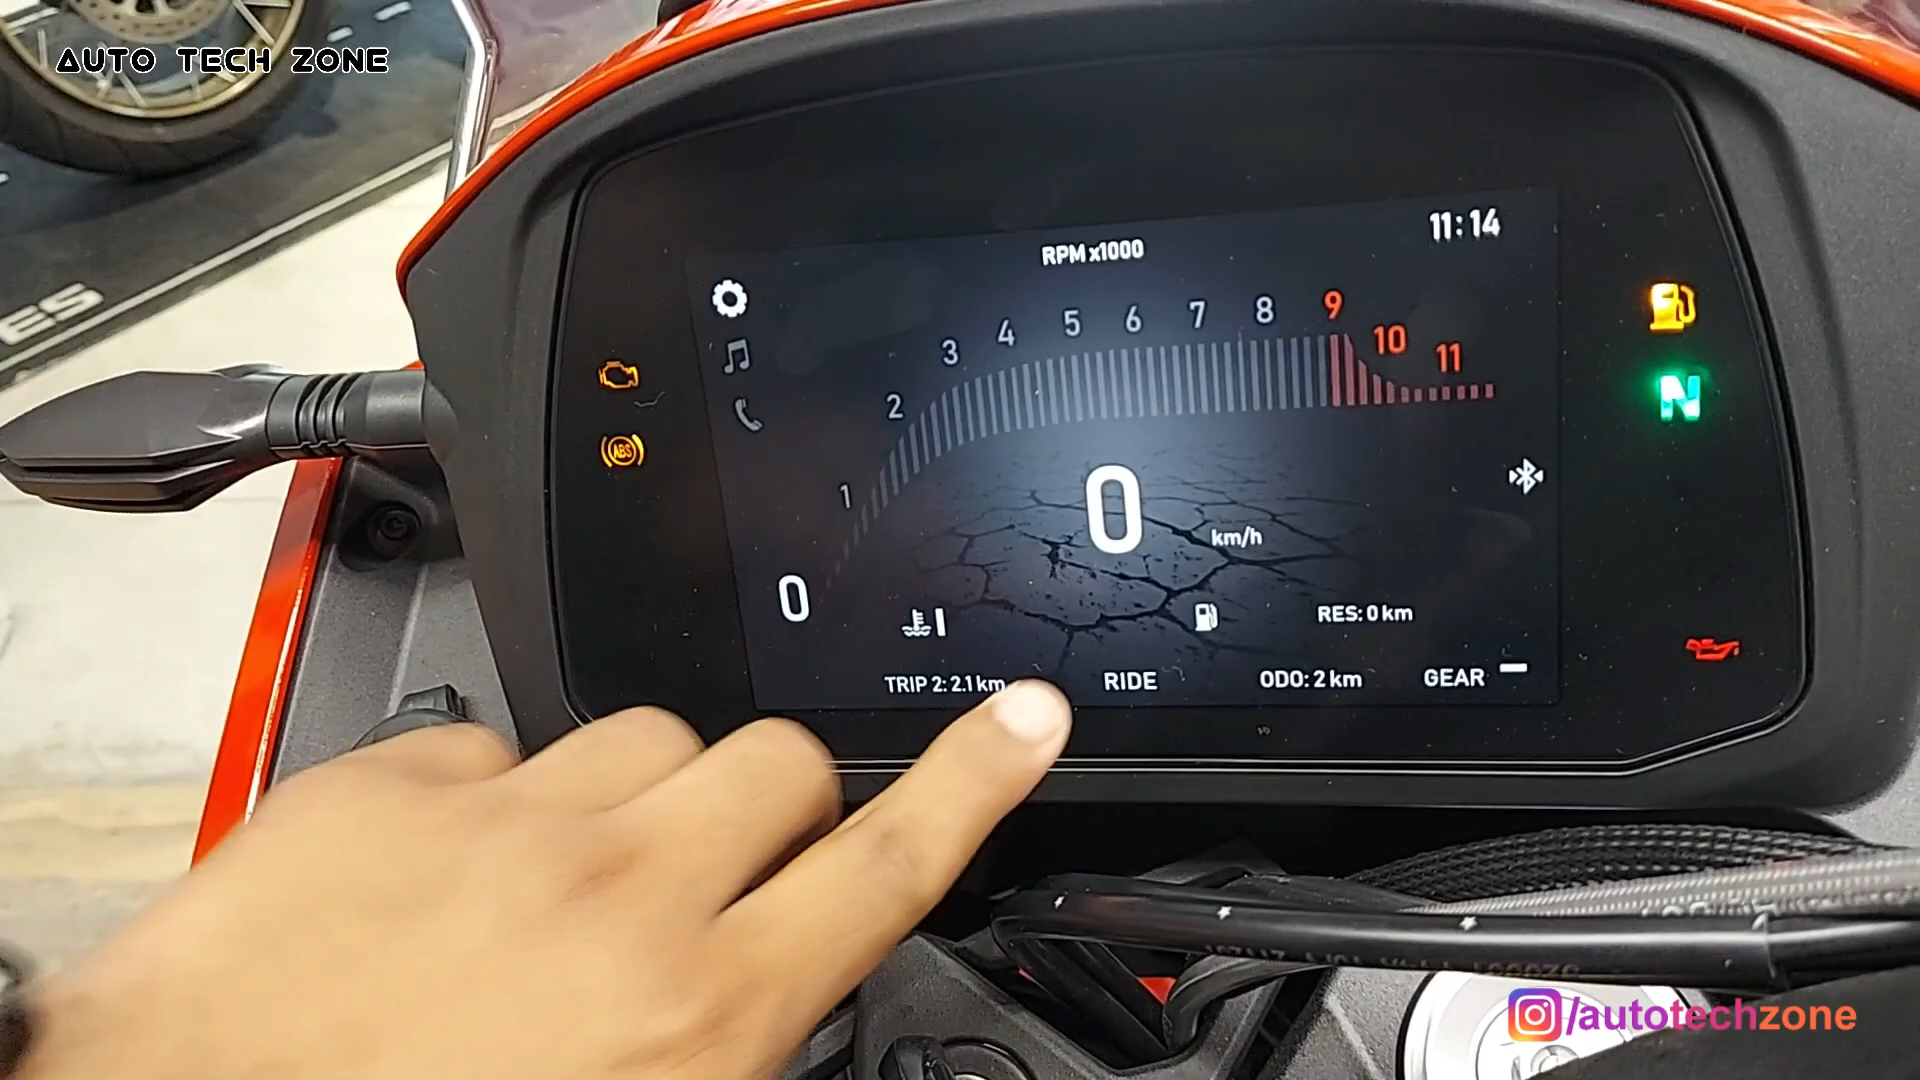 AUTO TECH ZONE
ES
11:14
RPM x1000
0 1 2 3 4 5 6 7 8 9 10 11
ABS
N
0
km/h
RES: 0 km
TRIP 2: 2.1 km
RIDE
ODO: 2 km
GEAR
/autotechzone